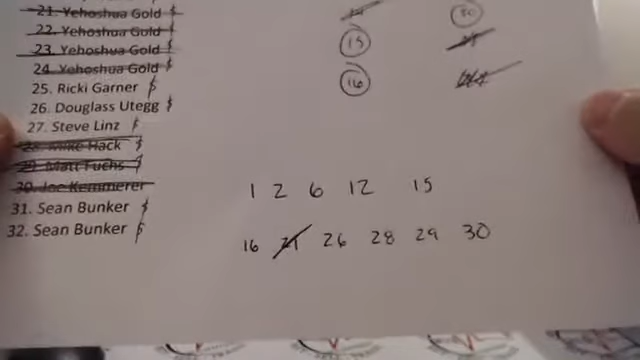 21. Yehoshua Gold $
22. Yehoshua Gold $
23. Yehoshua Gold $
24. Yehoshua Gold $
25. Ricki Garner $
26. Douglass Utegg $
27. Steve Linz $
28. Mike Hack $
29. Matt Fuchs $
30. Joe Kemmerer
31. Sean Bunker $
32. Sean Bunker $
30
15
16
1 2 6 12 15
16 21 26 28 29 30